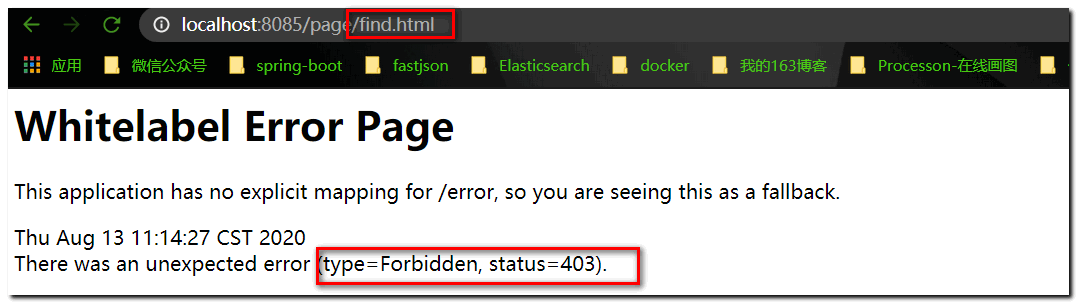 localhost:8085/page/find.html
应用 微信公众号 spring-boot fastjson Elasticsearch docker 我的163博客 Processon-在线画图
Whitelabel Error Page
This application has no explicit mapping for /error, so you are seeing this as a fallback.
Thu Aug 13 11:14:27 CST 2020
There was an unexpected error (type=Forbidden, status=403).